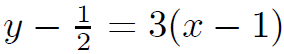 y − 1/2 = 3(x − 1)